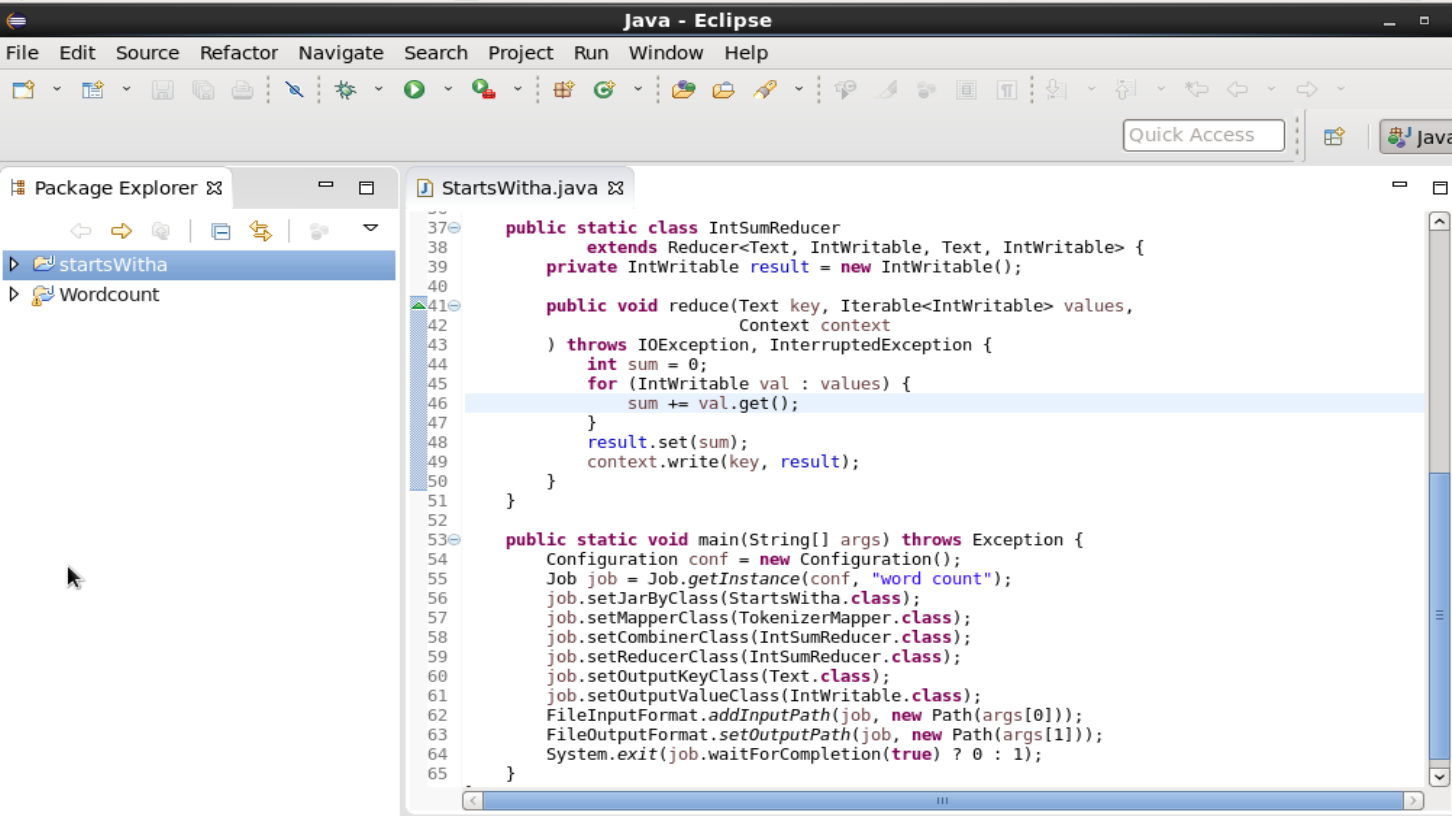 Java - Eclipse
File Edit Source Refactor Navigate Search Project Run Window Help
Quick Access
Java
Package Explorer
startsWitha
Wordcount
StartsWitha.java
37 public static class IntSumReducer
38 extends Reducer<Text, IntWritable, Text, IntWritable> {
39 private IntWritable result = new IntWritable();
40
41 public void reduce(Text key, Iterable<IntWritable> values,
42 Context context
43 ) throws IOException, InterruptedException {
44 int sum = 0;
45 for (IntWritable val : values) {
46 sum += val.get();
47 }
48 result.set(sum);
49 context.write(key, result);
50 }
51 }
52
53 public static void main(String[] args) throws Exception {
54 Configuration conf = new Configuration();
55 Job job = Job.getInstance(conf, "word count");
56 job.setJarByClass(StartsWitha.class);
57 job.setMapperClass(TokenizerMapper.class);
58 job.setCombinerClass(IntSumReducer.class);
59 job.setReducerClass(IntSumReducer.class);
60 job.setOutputKeyClass(Text.class);
61 job.setOutputValueClass(IntWritable.class);
62 FileInputFormat.addInputPath(job, new Path(args[0]));
63 FileOutputFormat.setOutputPath(job, new Path(args[1]));
64 System.exit(job.waitForCompletion(true) ? 0 : 1);
65 }